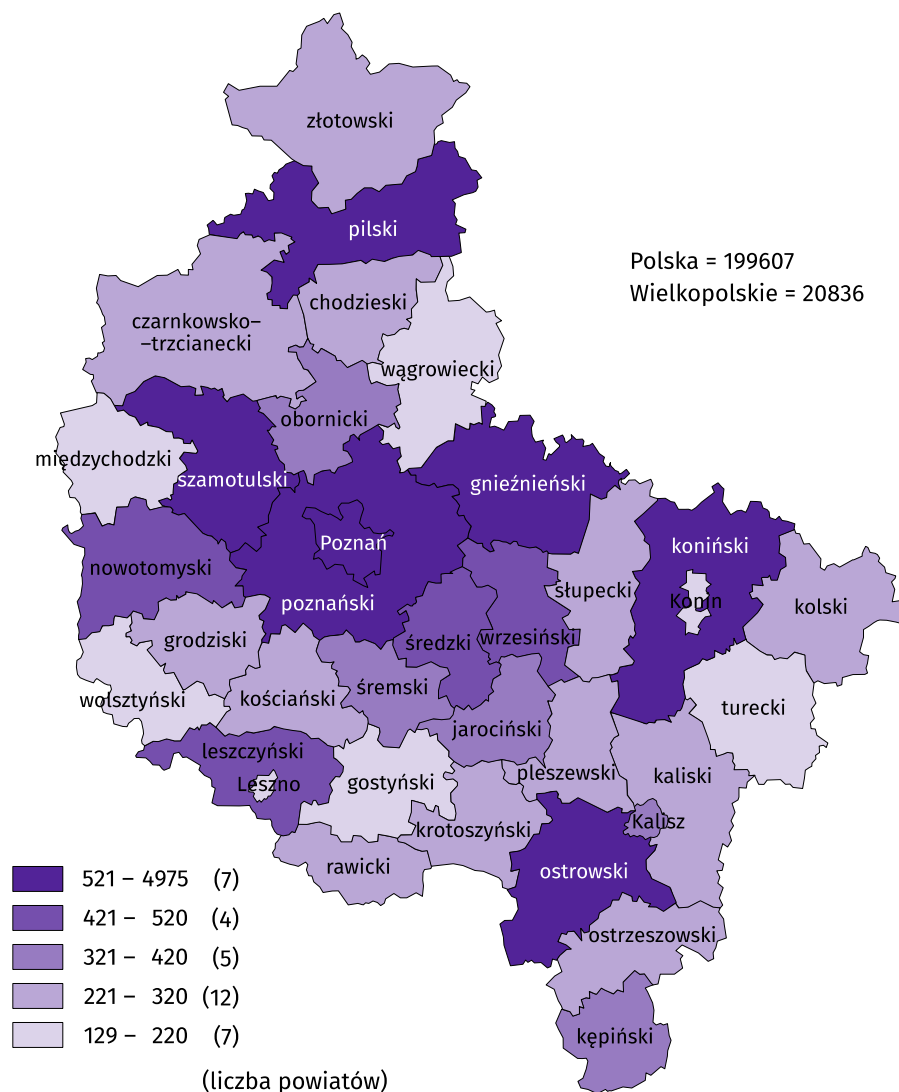 złotowski
pilski
Polska = 199607
Wielkopolskie = 20836
chodzieski
czarnkowsko–
–trzcianecki
wągrowiecki
obornicki
międzychodzki
szamotulski
gnieźnieński
Poznań
koniński
nowotomyski
słupecki
Konin
kolski
poznański
grodziski
średzki
wrzesiński
wolsztyński
kościański
śremski
turecki
jarociński
leszczyński
pleszewski
kaliski
Leszno
gostyński
krotoszyński
Kalisz
rawicki
ostrowski
521 – 4975 (7)
421 – 520 (4)
ostrzeszowski
321 – 420 (5)
221 – 320 (12)
129 – 220 (7)
kępiński
(liczba powiatów)